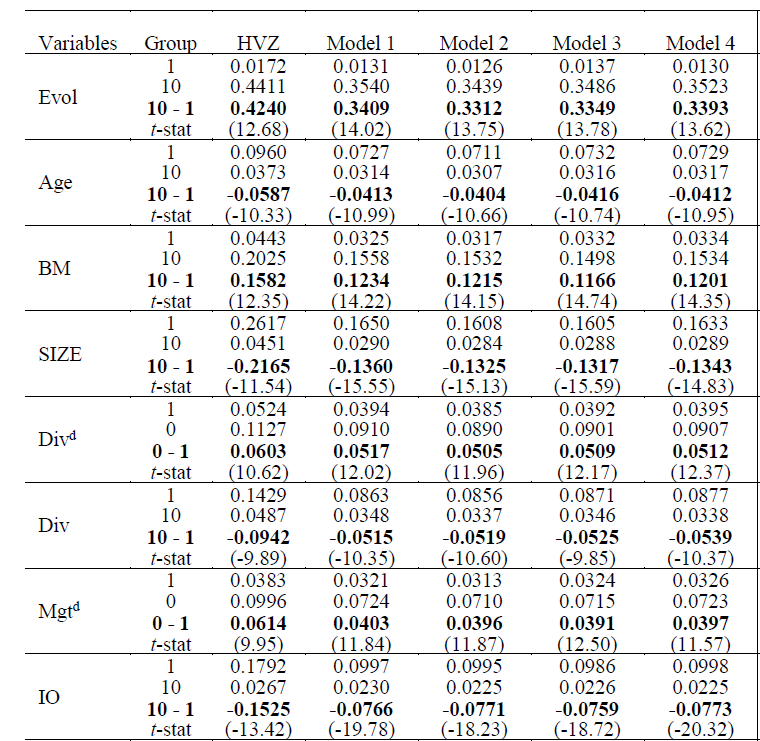 Variables Group HVZ Model 1 Model 2 Model 3 Model 4
1 0.0172 0.0131 0.0126 0.0137 0.0130
Evol 10 0.4411 0.3540 0.3439 0.3486 0.3523
10 - 1 0.4240 0.3409 0.3312 0.3349 0.3393
t-stat (12.68) (14.02) (13.75) (13.78) (13.62)
1 0.0960 0.0727 0.0711 0.0732 0.0729
Age 10 0.0373 0.0314 0.0307 0.0316 0.0317
10 - 1 -0.0587 -0.0413 -0.0404 -0.0416 -0.0412
t-stat (-10.33) (-10.99) (-10.66) (-10.74) (-10.95)
1 0.0443 0.0325 0.0317 0.0332 0.0334
BM 10 0.2025 0.1558 0.1532 0.1498 0.1534
10 - 1 0.1582 0.1234 0.1215 0.1166 0.1201
t-stat (12.35) (14.22) (14.15) (14.74) (14.35)
1 0.2617 0.1650 0.1608 0.1605 0.1633
SIZE 10 0.0451 0.0290 0.0284 0.0288 0.0289
10 - 1 -0.2165 -0.1360 -0.1325 -0.1317 -0.1343
t-stat (-11.54) (-15.55) (-15.13) (-15.59) (-14.83)
1 0.0524 0.0394 0.0385 0.0392 0.0395
Divd 0 0.1127 0.0910 0.0890 0.0901 0.0907
0 - 1 0.0603 0.0517 0.0505 0.0509 0.0512
t-stat (10.62) (12.02) (11.96) (12.17) (12.37)
1 0.1429 0.0863 0.0856 0.0871 0.0877
Div 10 0.0487 0.0348 0.0337 0.0346 0.0338
10 - 1 -0.0942 -0.0515 -0.0519 -0.0525 -0.0539
t-stat (-9.89) (-10.35) (-10.60) (-9.85) (-10.37)
1 0.0383 0.0321 0.0313 0.0324 0.0326
Mgtd 0 0.0996 0.0724 0.0710 0.0715 0.0723
0 - 1 0.0614 0.0403 0.0396 0.0391 0.0397
t-stat (9.95) (11.84) (11.87) (12.50) (11.57)
1 0.1792 0.0997 0.0995 0.0986 0.0998
IO 10 0.0267 0.0230 0.0225 0.0226 0.0225
10 - 1 -0.1525 -0.0766 -0.0771 -0.0759 -0.0773
t-stat (-13.42) (-19.78) (-18.23) (-18.72) (-20.32)